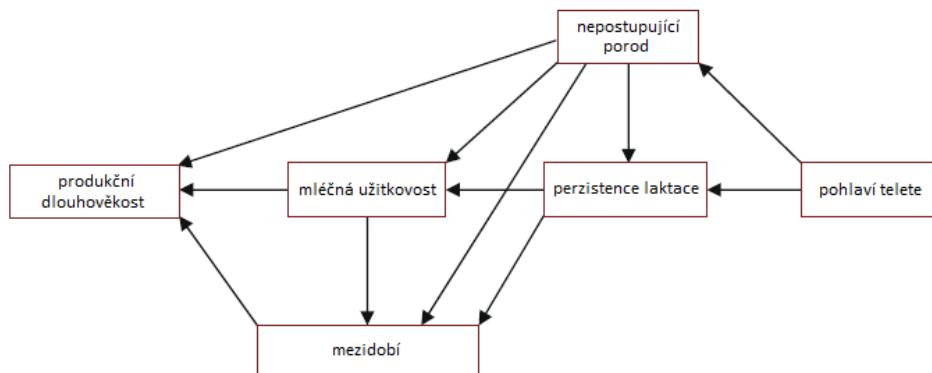 nepostupující
porod
produkční
dlouhověkost
mléčná užitkovost
perzistence laktace
pohlaví telete
mezidobí